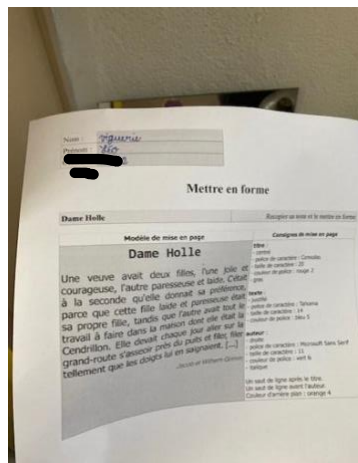 Nom : Viguerie
Prénom : Léo
Mettre en forme
Dame Holle
Recopier un texte et le mettre en forme
Modèle de mise en page
Dame Holle
Une veuve avait deux filles, l'une jolie et
courageuse, l'autre paresseuse et laide. C'était
à la seconde qu'elle donnait sa préférence,
parce que cette fille laide et paresseuse était
sa propre fille, tandis que l'autre avait tout le
travail à faire dans la maison dont elle était la
Cendrillon. Elle devait chaque jour aller sur la
grand-route s'asseoir près du puits et filer, filer
tellement que les doigts lui en saignaient. [...]
Jacob et Wilhelm Grimm
Consignes de mise en page
titre :
- centré
- police de caractère : Consolas
- taille de caractère : 20
- couleur de police : rouge 2
- gras
texte :
- justifié
- police de caractère : Tahoma
- taille de caractère : 14
- couleur de police : bleu 5
auteur :
- droite
- police de caractère : Microsoft Sans Serif
- taille de caractère : 11
- couleur de police : vert
- italique
Un saut de ligne après le titre.
Un saut de ligne avant l'auteur.
Couleur d'arrière plan : orange 4